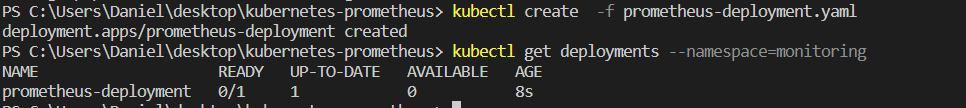 PS C:\Users\Daniel\desktop\kubernetes-prometheus> kubectl create  -f prometheus-deployment.yaml
deployment.apps/prometheus-deployment created
PS C:\Users\Daniel\desktop\kubernetes-prometheus> kubectl get deployments --namespace=monitoring
NAME                    READY   UP-TO-DATE   AVAILABLE   AGE
prometheus-deployment   0/1     1            0           8s
PS C:\Users\Daniel\desktop\kubernetes-prometheus>